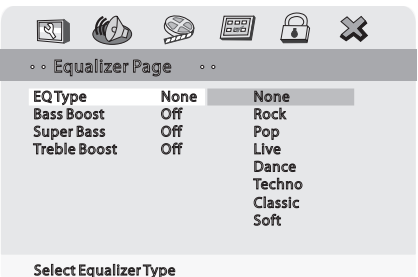 Equalizer Page
EQ Type None None
Bass Boost Off Rock
Super Bass Off Pop
Treble Boost Off Live
Dance
Techno
Classic
Soft
Select Equalizer Type